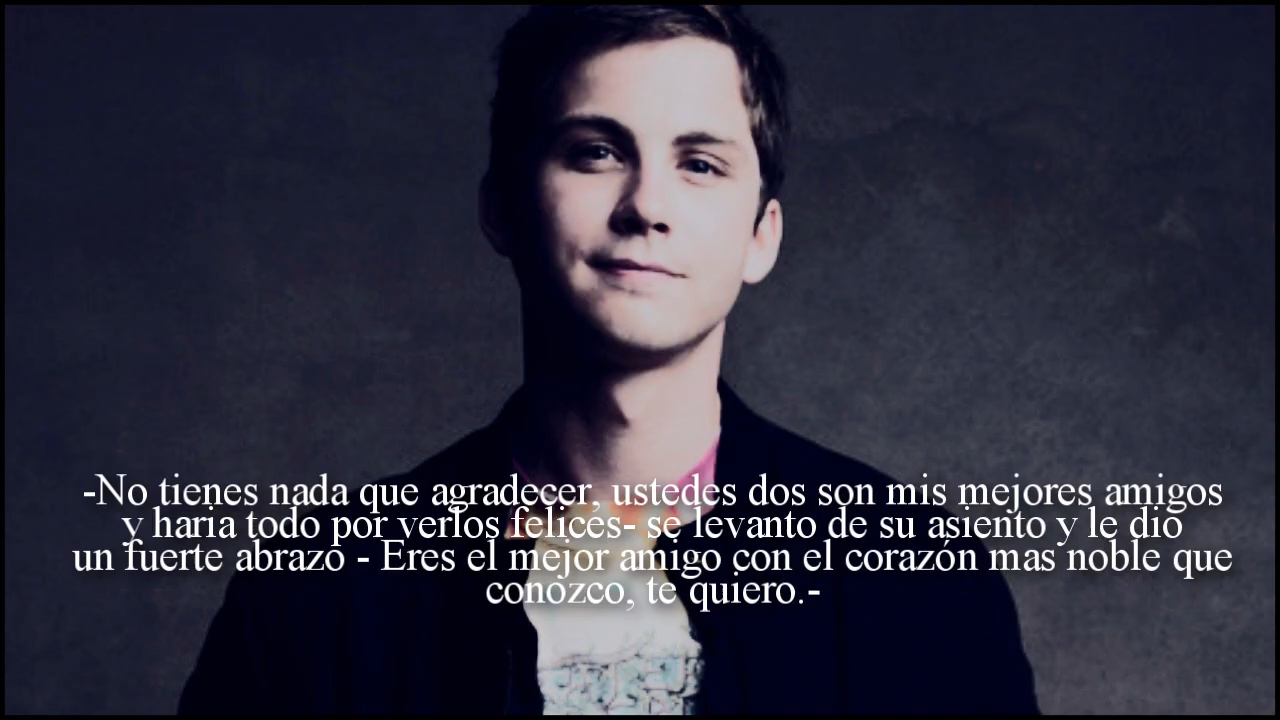 -No tienes nada que agradecer, ustedes dos son mis mejores amigos
y haria todo por verlos felices- se levanto de su asiento y le dio
un fuerte abrazo - Eres el mejor amigo con el corazón mas noble que
conozco, te quiero.-